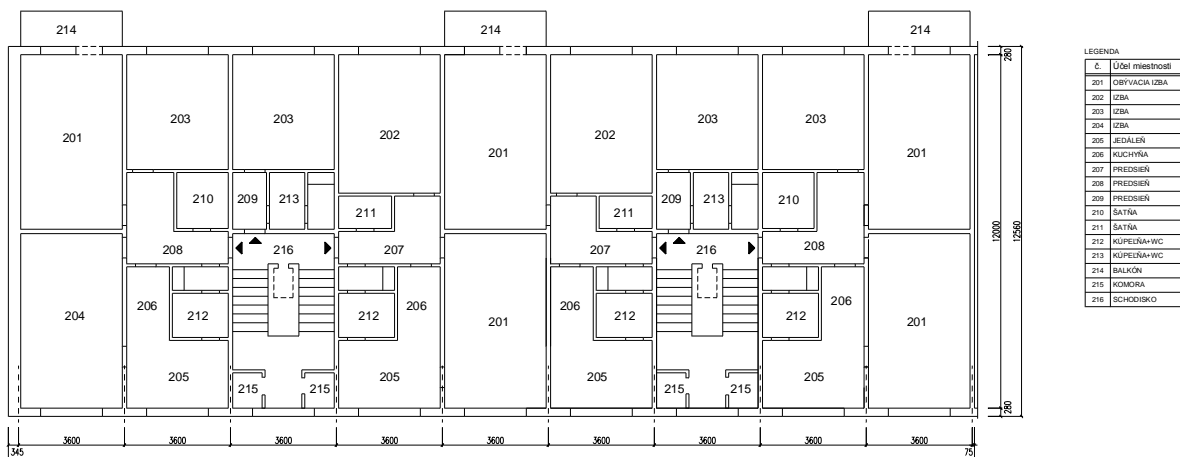 214 214 214
280
203 203 203 203
202 202
201 201 201
210 209 213 209 213 210
211 211
208 216 207 207 216 208
12000 12560
206 206 206 206
212 212 212 212
204 201 201
205 205 205 205
215 215 215 215
280
3600 3600 3600 3600 3600 3600 3600 3600 3600
345 75
LEGENDA
č. Účel miestnosti
201 OBÝVACIA IZBA
202 IZBA
203 IZBA
204 IZBA
205 JEDÁLEŇ
206 KUCHYŇA
207 PREDSIEŇ
208 PREDSIEŇ
209 PREDSIEŇ
210 ŠATŇA
211 ŠATŇA
212 KÚPEĽŇA+WC
213 KÚPEĽŇA+WC
214 BALKÓN
215 KOMORA
216 SCHODISKO